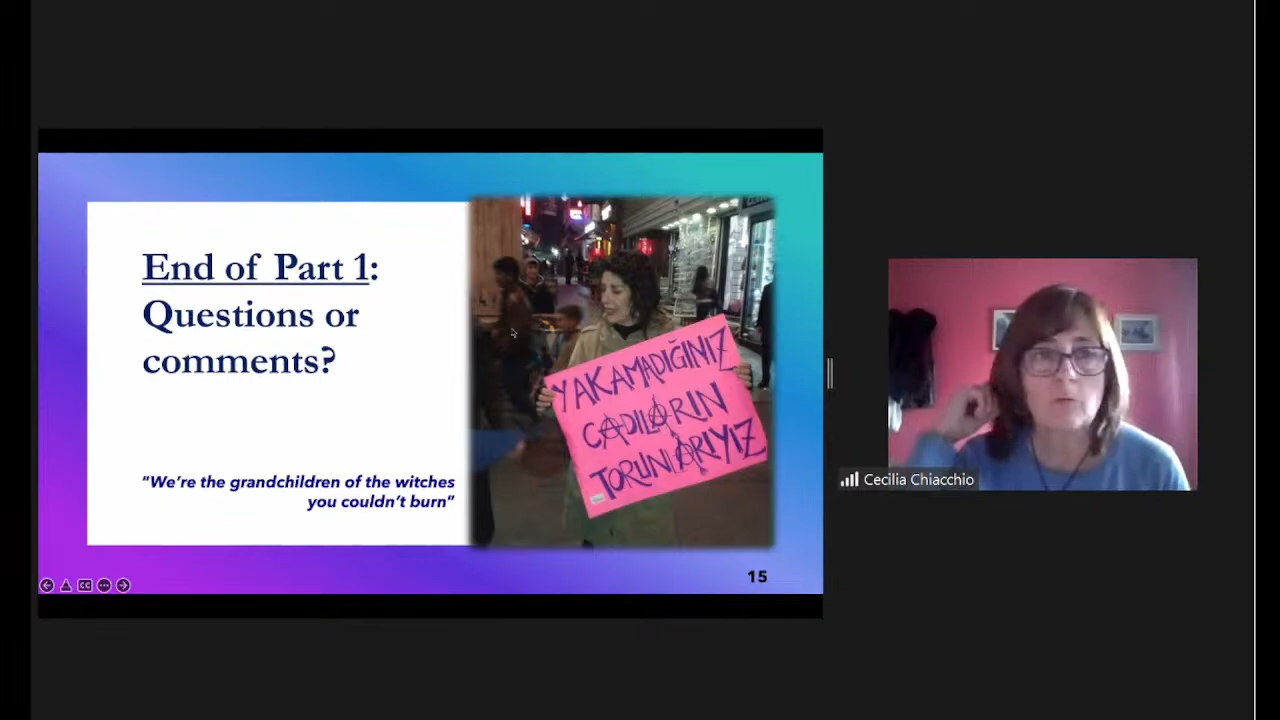 End of Part 1:
Questions or
comments?
"We're the grandchildren of the witches
you couldn't burn"
YAKAMADIĞINIZ
CADILARIN
TORUNLARIYIZ
15
CC
Cecilia Chiacchio